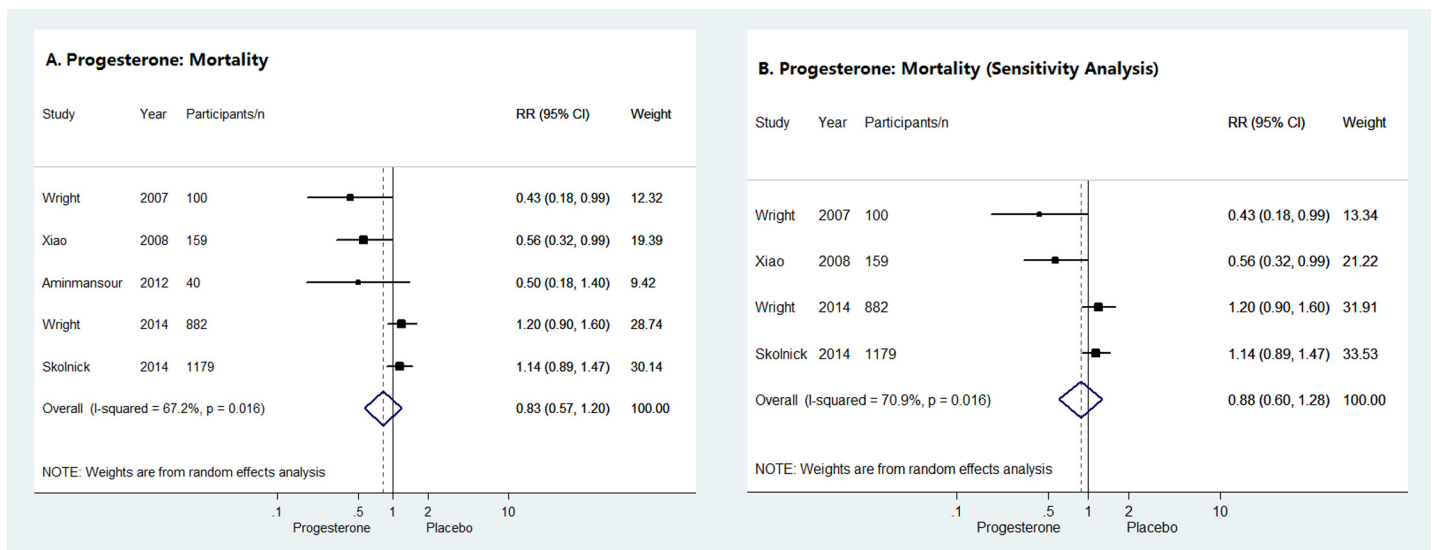 A. Progesterone: Mortality
Study Year Participants/n RR (95% CI) Weight
Wright 2007 100 0.43 (0.18, 0.99) 12.32
Xiao 2008 159 0.56 (0.32, 0.99) 19.39
Aminmansour 2012 40 0.50 (0.18, 1.40) 9.42
Wright 2014 882 1.20 (0.90, 1.60) 28.74
Skolnick 2014 1179 1.14 (0.89, 1.47) 30.14
Overall (I-squared = 67.2%, p = 0.016) 0.83 (0.57, 1.20) 100.00
NOTE: Weights are from random effects analysis
.1 .5 1 2 10
Progesterone Placebo
B. Progesterone: Mortality (Sensitivity Analysis)
Study Year Participants/n RR (95% CI) Weight
Wright 2007 100 0.43 (0.18, 0.99) 13.34
Xiao 2008 159 0.56 (0.32, 0.99) 21.22
Wright 2014 882 1.20 (0.90, 1.60) 31.91
Skolnick 2014 1179 1.14 (0.89, 1.47) 33.53
Overall (I-squared = 70.9%, p = 0.016) 0.88 (0.60, 1.28) 100.00
NOTE: Weights are from random effects analysis
.1 .5 1 2 10
Progesterone Placebo